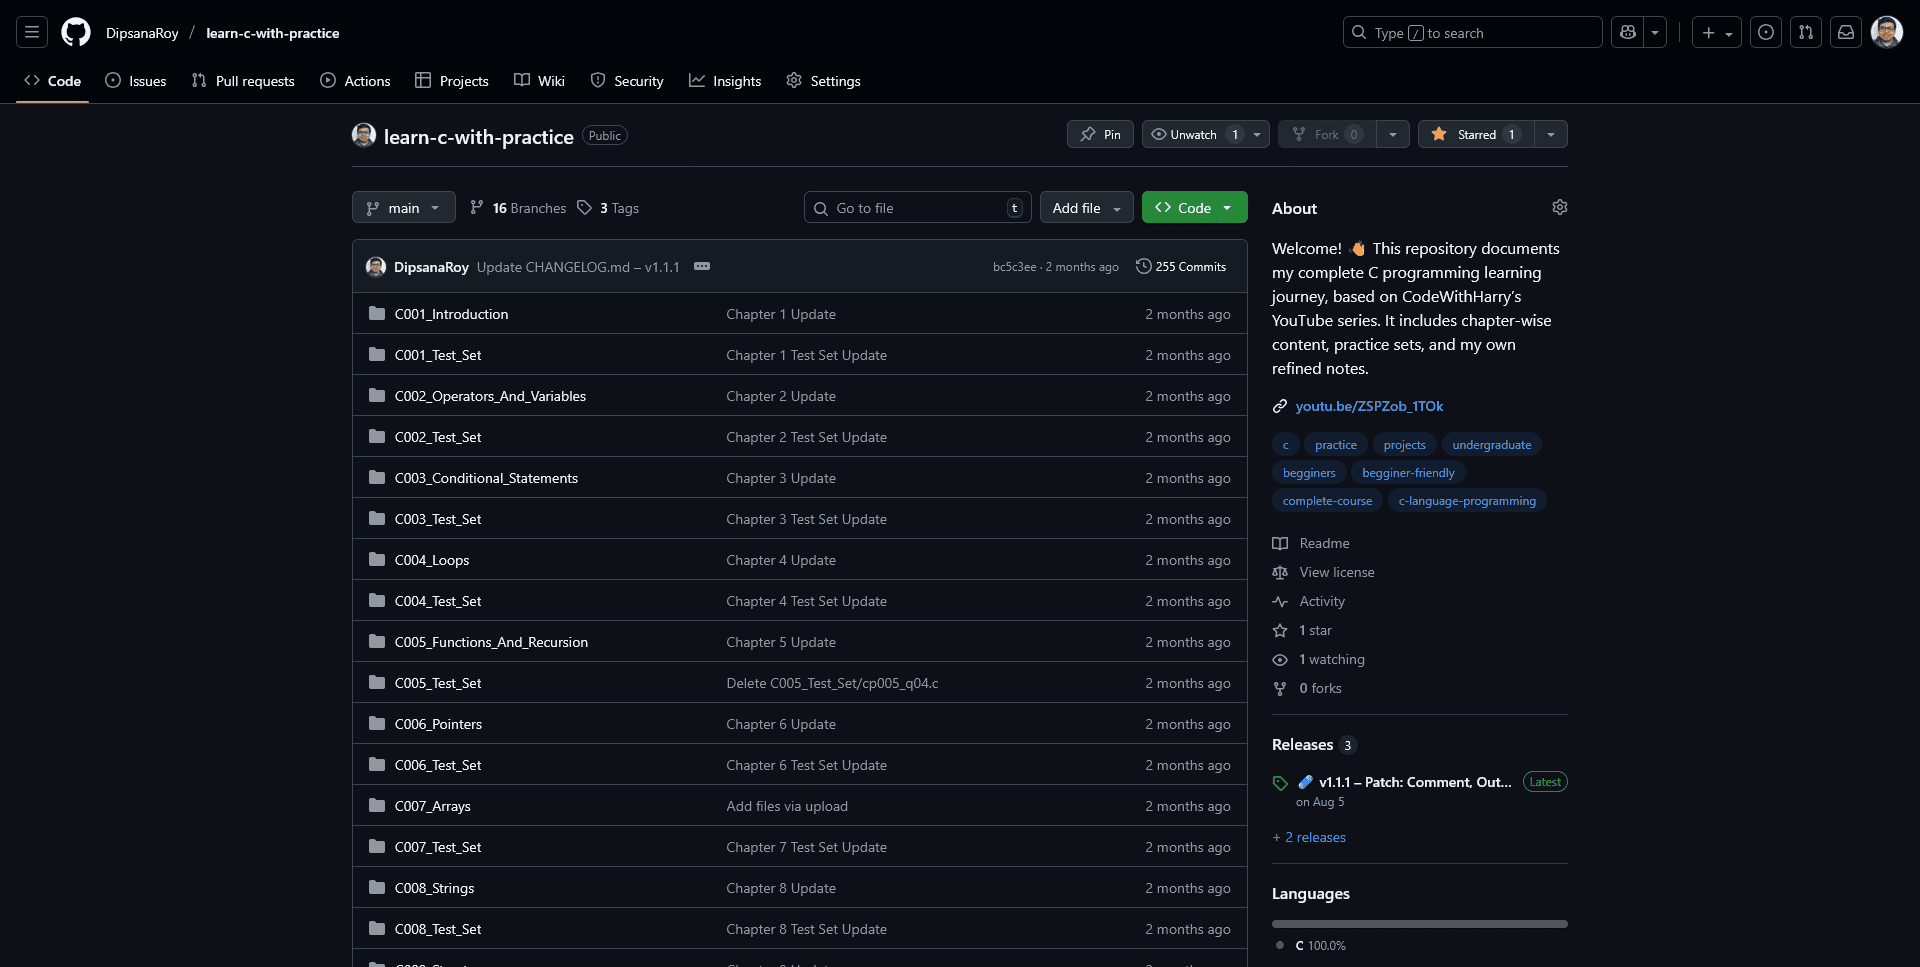 DipsanaRoy / learn-c-with-practice
Type / to search
Code Issues Pull requests Actions Projects Wiki Security Insights Settings
learn-c-with-practice Public
Pin Unwatch 1 Fork 0 Starred 1
main 16 Branches 3 Tags Go to file t Add file Code
DipsanaRoy Update CHANGELOG.md – v1.1.1 bc5c3ee · 2 months ago 255 Commits
C001_Introduction Chapter 1 Update 2 months ago
C001_Test_Set Chapter 1 Test Set Update 2 months ago
C002_Operators_And_Variables Chapter 2 Update 2 months ago
C002_Test_Set Chapter 2 Test Set Update 2 months ago
C003_Conditional_Statements Chapter 3 Update 2 months ago
C003_Test_Set Chapter 3 Test Set Update 2 months ago
C004_Loops Chapter 4 Update 2 months ago
C004_Test_Set Chapter 4 Test Set Update 2 months ago
C005_Functions_And_Recursion Chapter 5 Update 2 months ago
C005_Test_Set Delete C005_Test_Set/cp005_q04.c 2 months ago
C006_Pointers Chapter 6 Update 2 months ago
C006_Test_Set Chapter 6 Test Set Update 2 months ago
C007_Arrays Add files via upload 2 months ago
C007_Test_Set Chapter 7 Test Set Update 2 months ago
C008_Strings Chapter 8 Update 2 months ago
C008_Test_Set Chapter 8 Test Set Update 2 months ago
About
Welcome! 👋 This repository documents
my complete C programming learning
journey, based on CodeWithHarry's
YouTube series. It includes chapter-wise
content, practice sets, and my own
refined notes.
youtu.be/ZSPZob_1TOk
c practice projects undergraduate
begginers begginer-friendly
complete-course c-language-programming
Readme
View license
Activity
1 star
1 watching
0 forks
Releases 3
v1.1.1 – Patch: Comment, Out... Latest
on Aug 5
+ 2 releases
Languages
C 100.0%